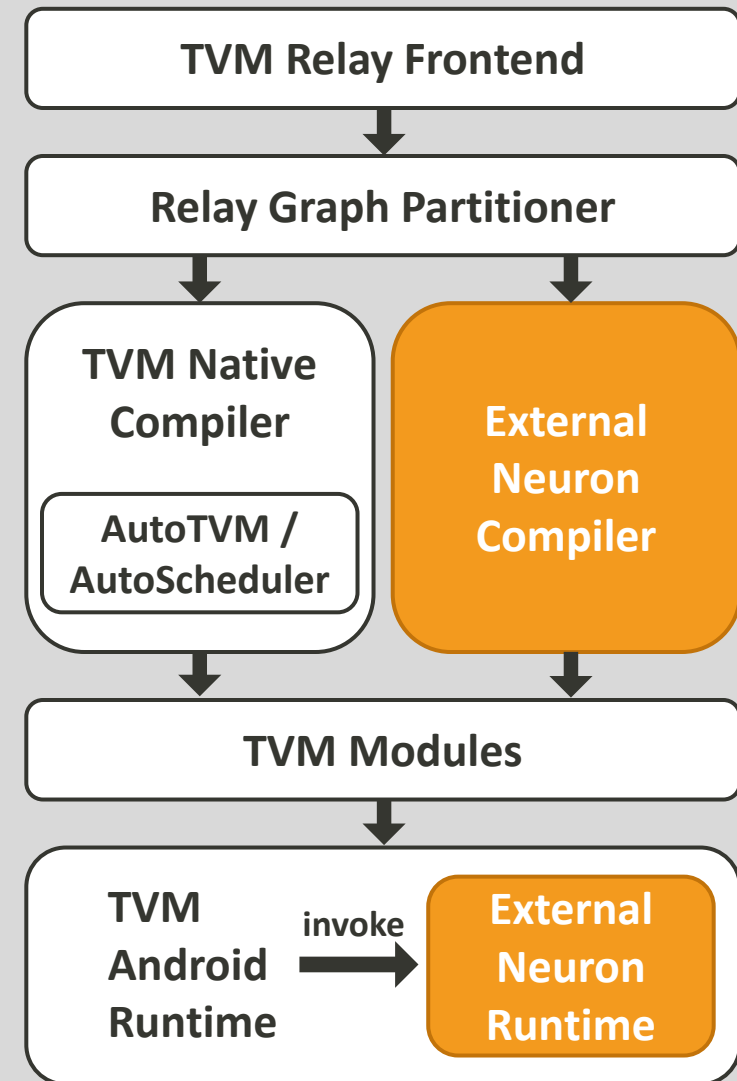 TVM Relay Frontend
Relay Graph Partitioner
TVM Native
Compiler
AutoTVM /
AutoScheduler
External
Neuron
Compiler
TVM Modules
TVM
Android
Runtime
invoke
External
Neuron
Runtime